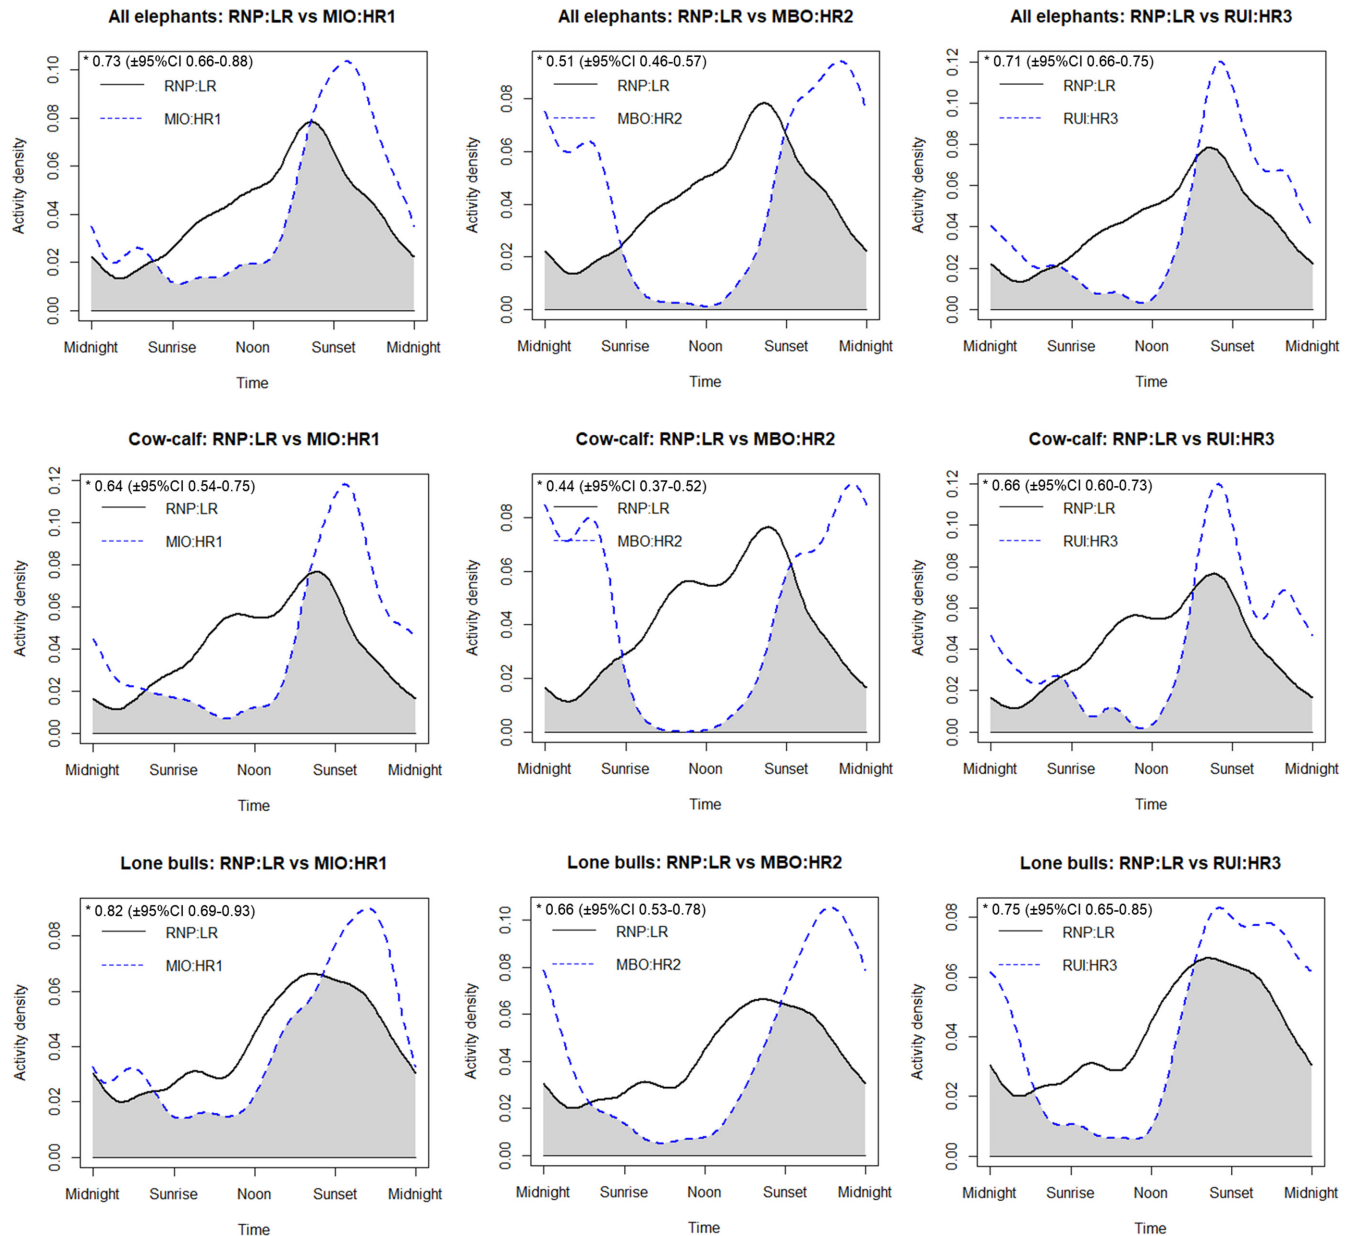 All elephants: RNP:LR vs MIO:HR1
* 0.73 (±95%CI 0.66-0.88)
RNP:LR
MIO:HR1
Activity density
0.00 0.02 0.04 0.06 0.08 0.10
Midnight Sunrise Noon Sunset Midnight
Time
All elephants: RNP:LR vs MBO:HR2
* 0.51 (±95%CI 0.46-0.57)
RNP:LR
MBO:HR2
Activity density
0.00 0.02 0.04 0.06 0.08
Midnight Sunrise Noon Sunset Midnight
Time
All elephants: RNP:LR vs RUI:HR3
* 0.71 (±95%CI 0.66-0.75)
RNP:LR
RUI:HR3
Activity density
0.00 0.02 0.04 0.06 0.08 0.10 0.12
Midnight Sunrise Noon Sunset Midnight
Time
Cow-calf: RNP:LR vs MIO:HR1
* 0.64 (±95%CI 0.54-0.75)
RNP:LR
MIO:HR1
Activity density
0.00 0.02 0.04 0.06 0.08 0.10 0.12
Midnight Sunrise Noon Sunset Midnight
Time
Cow-calf: RNP:LR vs MBO:HR2
* 0.44 (±95%CI 0.37-0.52)
RNP:LR
MBO:HR2
Activity density
0.00 0.02 0.04 0.06 0.08
Midnight Sunrise Noon Sunset Midnight
Time
Cow-calf: RNP:LR vs RUI:HR3
* 0.66 (±95%CI 0.60-0.73)
RNP:LR
RUI:HR3
Activity density
0.00 0.02 0.04 0.06 0.08 0.10 0.12
Midnight Sunrise Noon Sunset Midnight
Time
Lone bulls: RNP:LR vs MIO:HR1
* 0.82 (±95%CI 0.69-0.93)
RNP:LR
MIO:HR1
Activity density
0.00 0.02 0.04 0.06 0.08
Midnight Sunrise Noon Sunset Midnight
Time
Lone bulls: RNP:LR vs MBO:HR2
* 0.66 (±95%CI 0.53-0.78)
RNP:LR
MBO:HR2
Activity density
0.00 0.02 0.04 0.06 0.08 0.10
Midnight Sunrise Noon Sunset Midnight
Time
Lone bulls: RNP:LR vs RUI:HR3
* 0.75 (±95%CI 0.65-0.85)
RNP:LR
RUI:HR3
Activity density
0.00 0.02 0.04 0.06 0.08
Midnight Sunrise Noon Sunset Midnight
Time